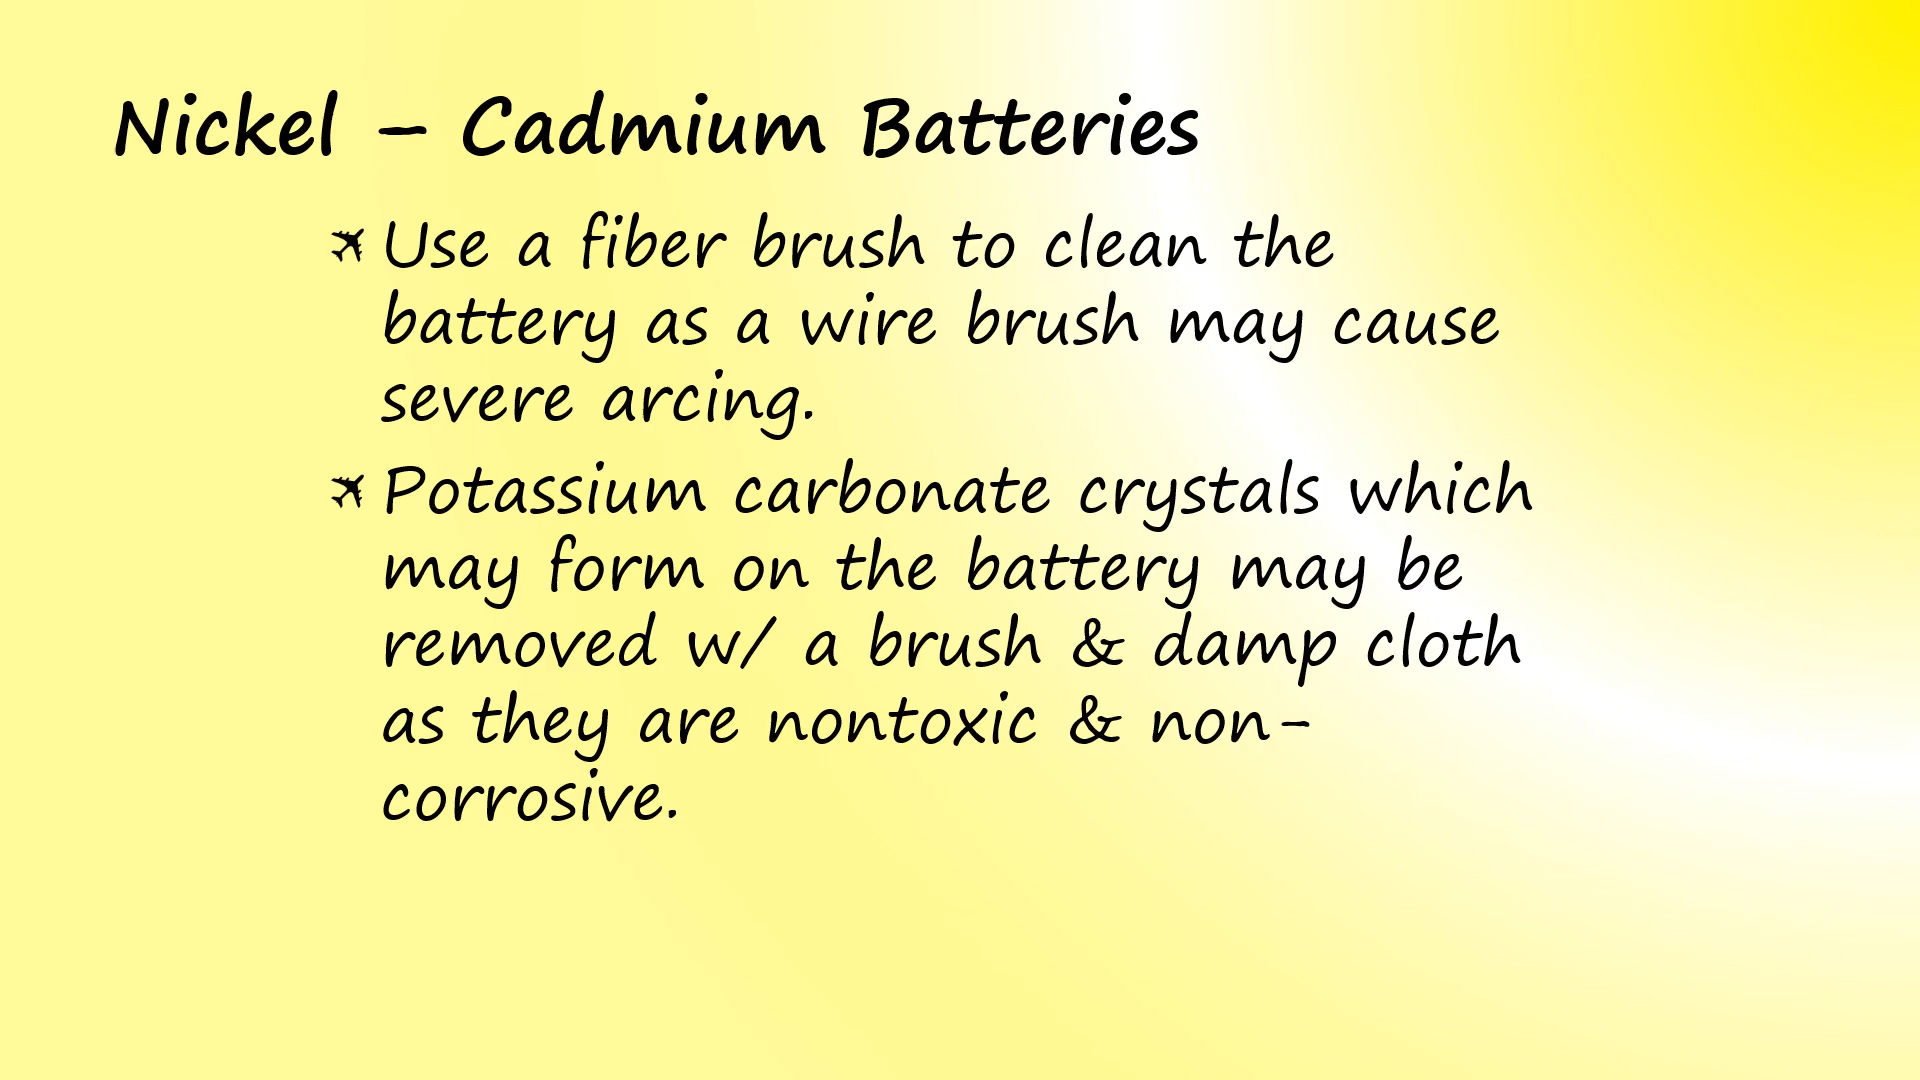 Nickel – Cadmium Batteries
Use a fiber brush to clean the
battery as a wire brush may cause
severe arcing.
Potassium carbonate crystals which
may form on the battery may be
removed w/ a brush & damp cloth
as they are nontoxic & non-
corrosive.